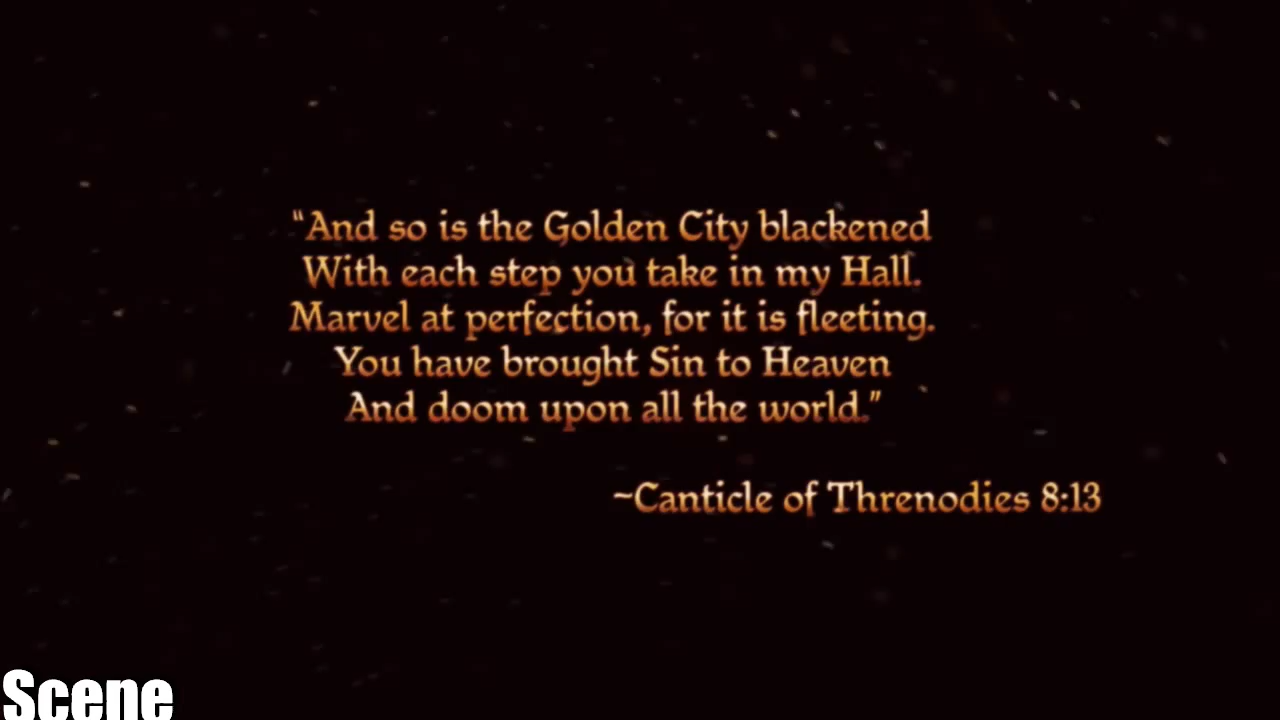 "And so is the Golden City blackened
With each step you take in my Hall.
Marvel at perfection, for it is fleeting.
You have brought Sin to Heaven
And doom upon all the world."
~Canticle of Threnodies 8:13
Scene